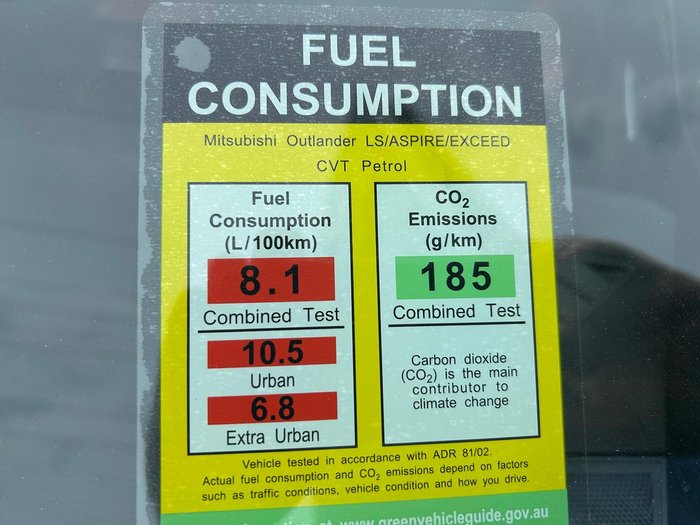 FUEL
CONSUMPTION
Mitsubishi Outlander LS/ASPIRE/EXCEED
CVT Petrol
Fuel
Consumption
(L/100km)
8.1
Combined Test
10.5
Urban
6.8
Extra Urban
CO₂
Emissions
(g/km)
185
Combined Test
Carbon dioxide
(CO₂) is the main
contributor to
climate change
Vehicle tested in accordance with ADR 81/02.
Actual fuel consumption and CO₂ emissions depend on factors
such as traffic conditions, vehicle condition and how you drive.
at www.greenvehicleguide.gov.au